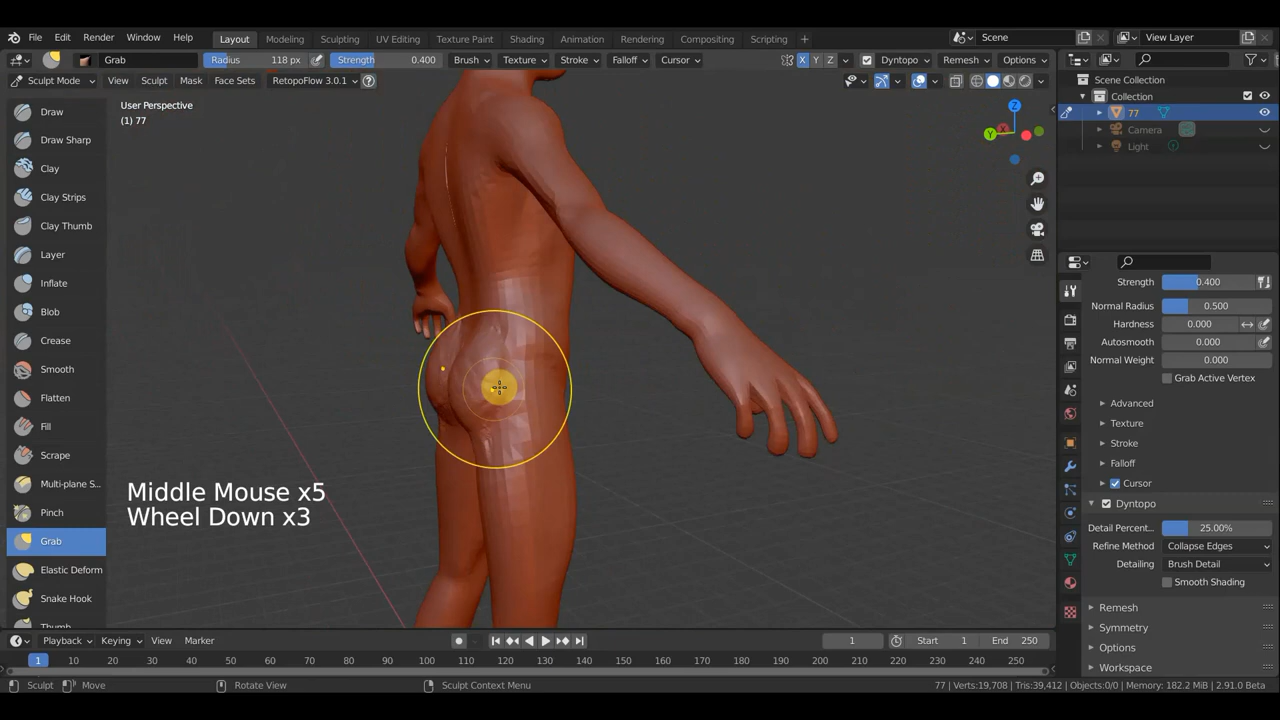 File Edit Render Window Help Layout Modeling Sculpting UV Editing Texture Paint Shading Animation Rendering Compositing Scripting + Scene View Layer
Grab Radius 118 px Strength 0.400 Brush Texture Stroke Falloff Cursor X Y Z Dyntopo Remesh Options
Sculpt Mode View Sculpt Mask Face Sets RetopoFlow 3.0.1 ?
Scene Collection
Collection
77
Camera
Light
User Perspective
(1) 77
Z
Y
X
Draw
Draw Sharp
Clay
Clay Strips
Clay Thumb
Layer
Inflate
Blob
Crease
Smooth
Flatten
Fill
Scrape
Multi-plane S...
Pinch
Grab
Elastic Deform
Snake Hook
Thumb
Middle Mouse x5
Wheel Down x3
Strength 0.400
Normal Radius 0.500
Hardness 0.000
Autosmooth 0.000
Normal Weight 0.000
Grab Active Vertex
Advanced
Texture
Stroke
Falloff
Cursor
Dyntopo
Detail Percent... 25.00%
Refine Method Collapse Edges
Detailing Brush Detail
Smooth Shading
Remesh
Symmetry
Options
Workspace
Playback Keying View Marker 1 Start 1 End 250
1 10 20 30 40 50 60 70 80 90 100 110 120 130 140 150 160 170 180 190 200 210 220 230 240 250
Sculpt Move Rotate View Sculpt Context Menu 77 | Verts:19,708 | Tris:39,412 | Objects:0/0 | Memory: 182.2 MiB | 2.91.0 Beta